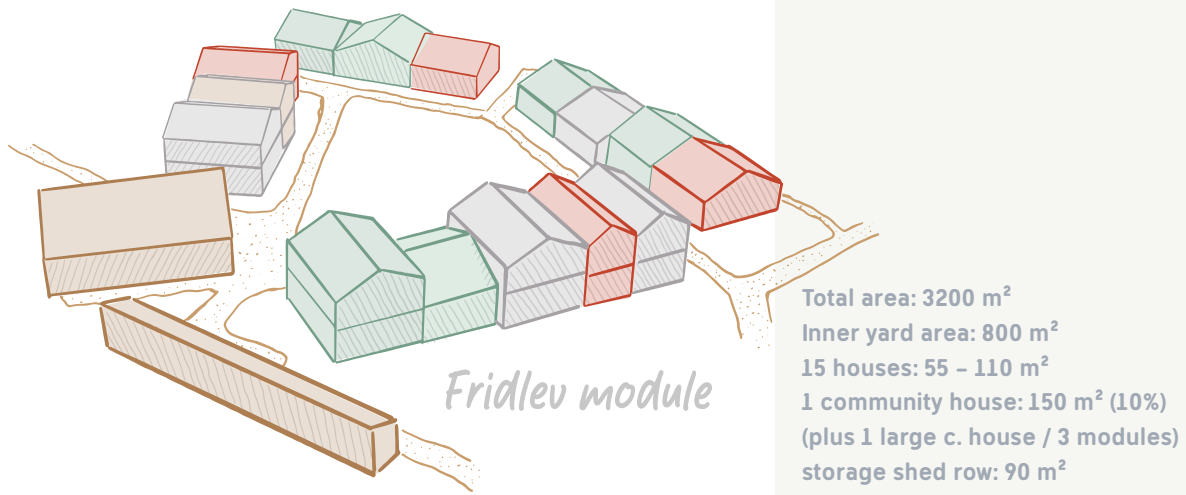 Fridlev module
Total area: 3200 m²
Inner yard area: 800 m²
15 houses: 55 – 110 m²
1 community house: 150 m² (10%)
(plus 1 large c. house / 3 modules)
storage shed row: 90 m²